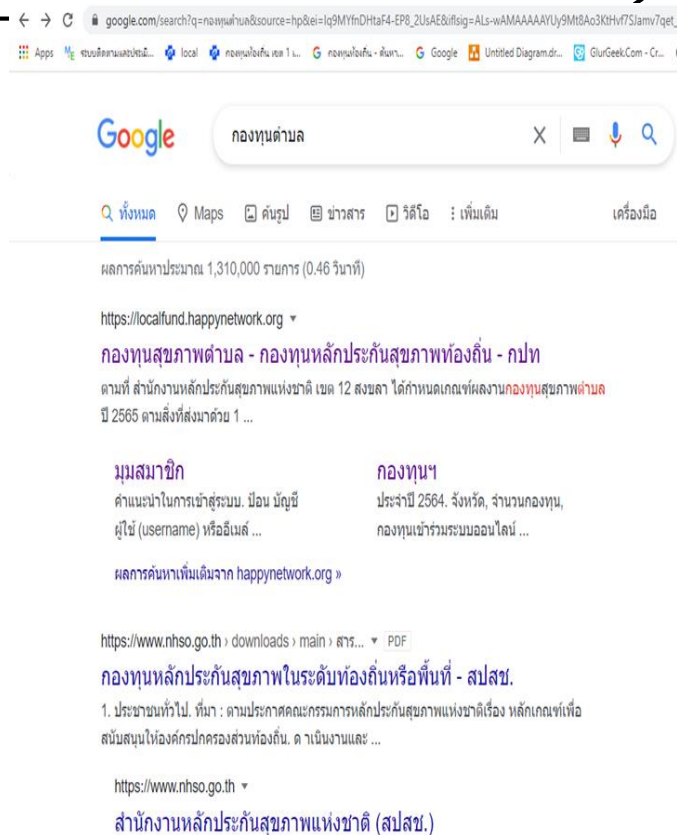 google.com/search?q=กองทุนตำบล&source=hp&ei=Iq9MYfnDHtaF4-EP8_2UsAE&iflsig=ALs-wAMAAAAAYUy9Mt8Ao3KtHvf7SJamv7qet_
Apps local กองทุนท้องถิ่น เขต 1 ... กองทุนท้องถิ่น - ค้นหา... Google Untitled Diagram.dr... GlurGeek.Com - Cr...
Google กองทุนตำบล
ทั้งหมด Maps ค้นรูป ข่าวสาร วิดีโอ เพิ่มเติม เครื่องมือ
ผลการค้นหาประมาณ 1,310,000 รายการ (0.46 วินาที)
https://localfund.happynetwork.org
กองทุนสุขภาพตำบล - กองทุนหลักประกันสุขภาพท้องถิ่น - กปท
ตามที่ สำนักงานหลักประกันสุขภาพแห่งชาติ เขต 12 สงขลา ได้กำหนดเกณฑ์ผลงานกองทุนสุขภาพตำบล
ปี 2565 ตามสิ่งที่ส่งมาด้วย 1 ...
มุมสมาชิก
คำแนะนำในการเข้าสู่ระบบ. ป้อน บัญชี
ผู้ใช้ (username) หรืออีเมล์ ...
กองทุนฯ
ประจำปี 2564. จังหวัด, จำนวนกองทุน,
กองทุนเข้าร่วมระบบออนไลน์ ...
ผลการค้นหาเพิ่มเติมจาก happynetwork.org »
https://www.nhso.go.th › downloads › main › สาร... PDF
กองทุนหลักประกันสุขภาพในระดับท้องถิ่นหรือพื้นที่ - สปสช.
1. ประชาชนทั่วไป. ที่มา : ตามประกาศคณะกรรมการหลักประกันสุขภาพแห่งชาติเรื่อง หลักเกณฑ์เพื่อ
สนับสนุนให้องค์กรปกครองส่วนท้องถิ่น. ด าเนินงานและ ...
https://www.nhso.go.th
สำนักงานหลักประกันสุขภาพแห่งชาติ (สปสช.)